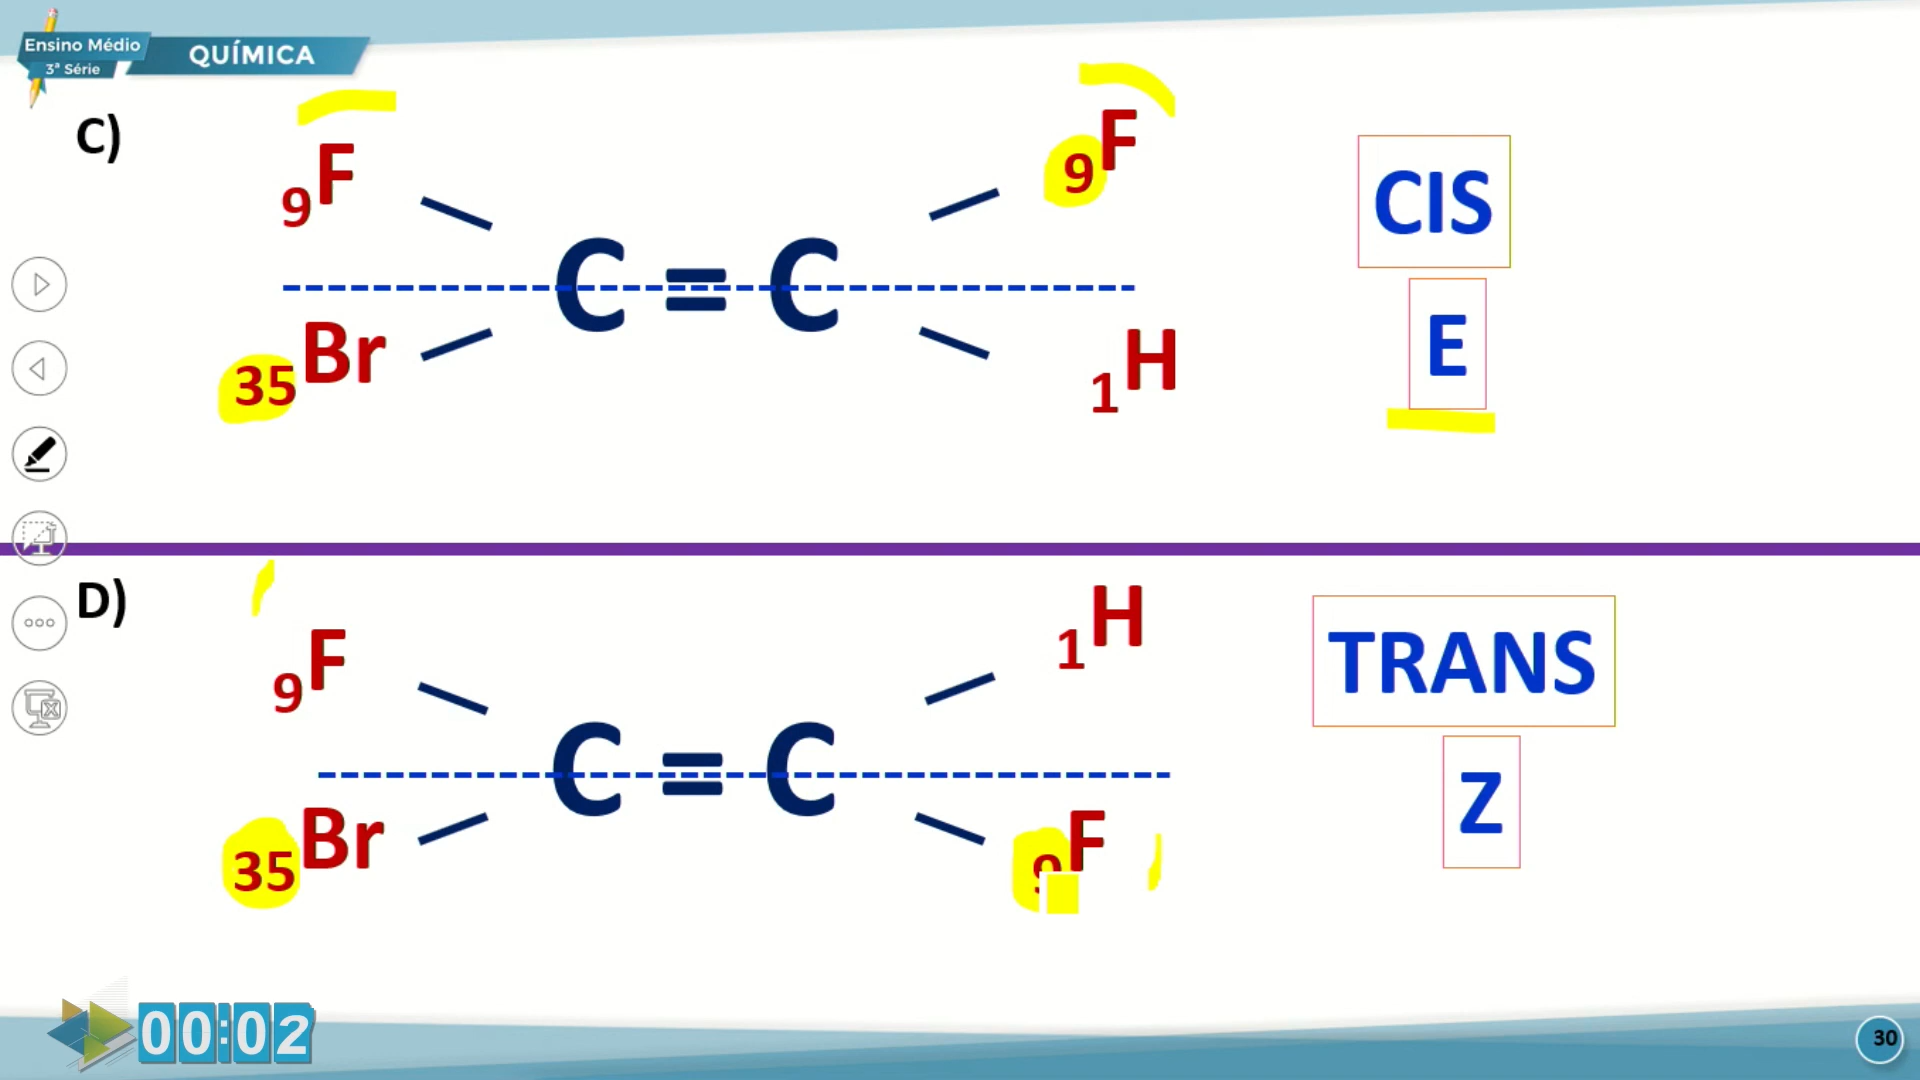 Ensino Médio
3ª Série
QUÍMICA
C)
9F
9F
C = C
35Br
1H
CIS
E
D)
9F
1H
C = C
35Br
9F
TRANS
Z
00:02
30